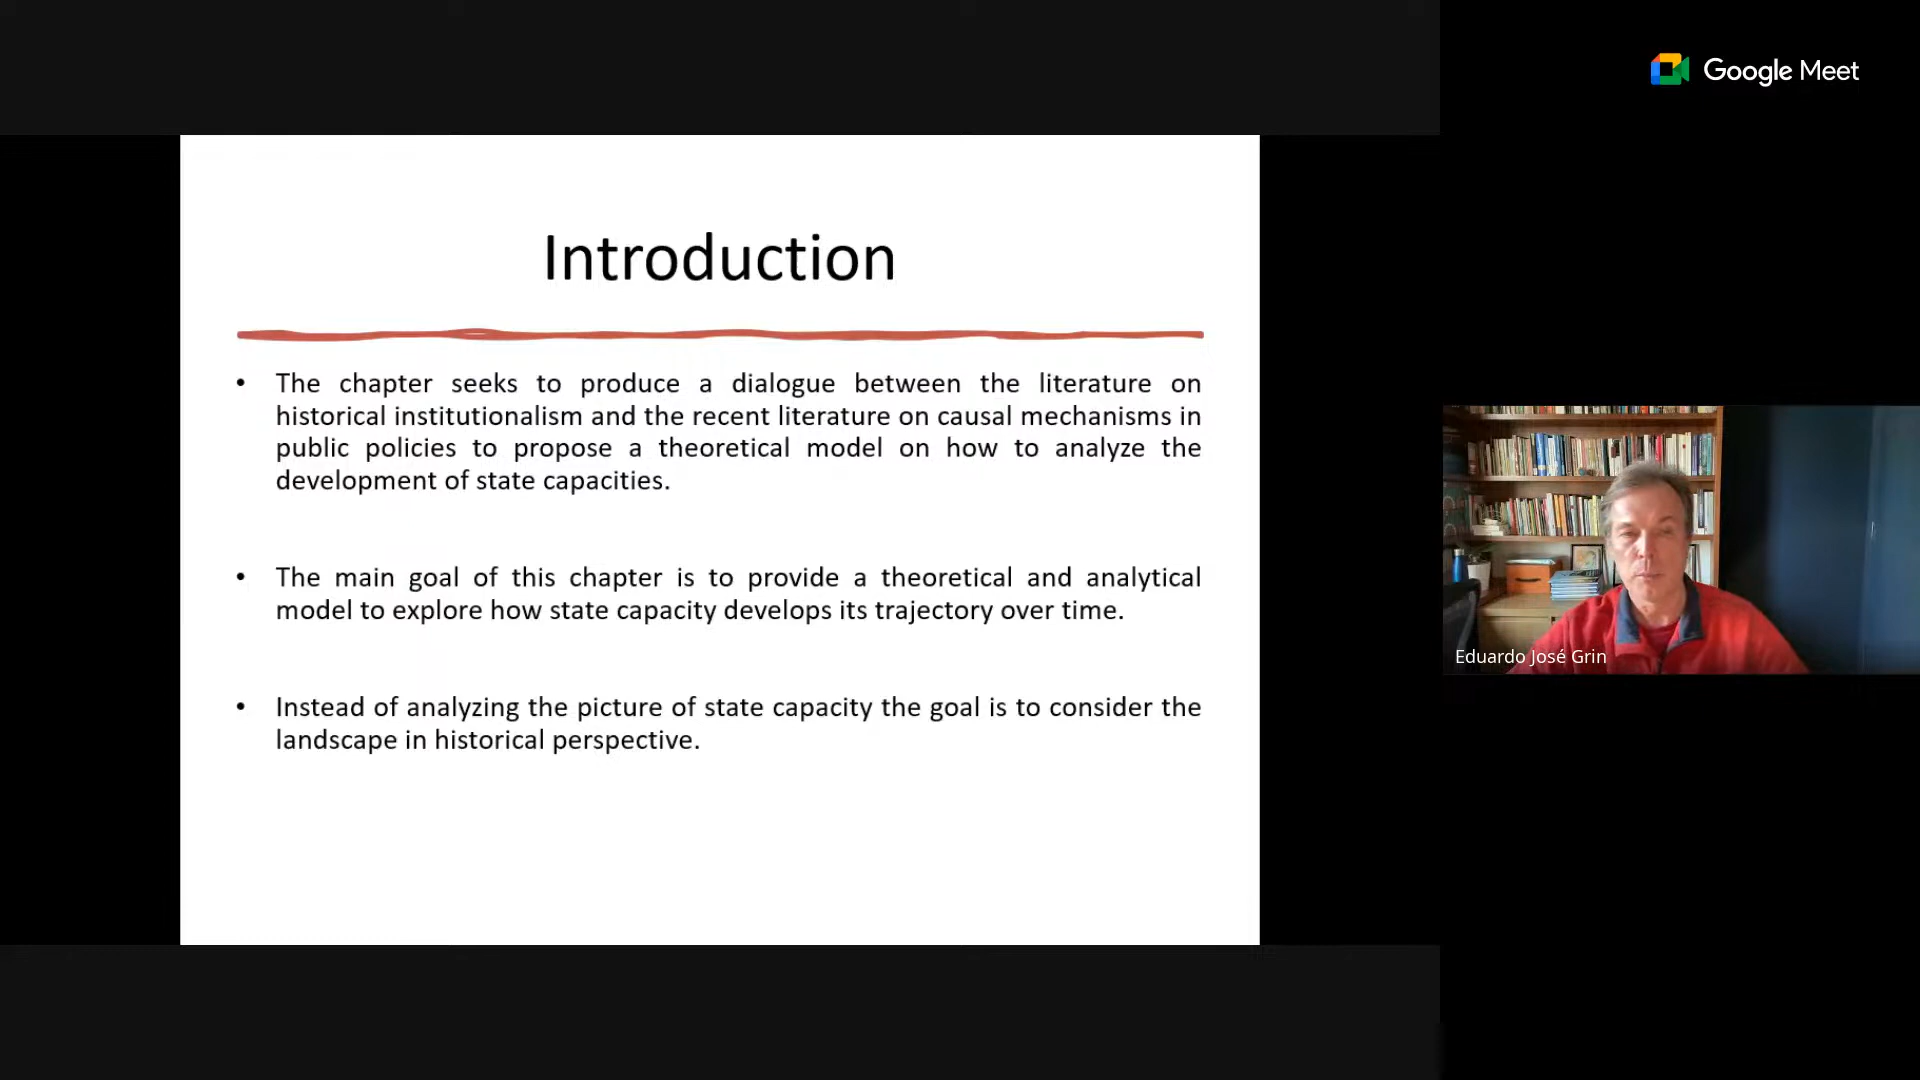 Google Meet
Introduction
• The chapter seeks to produce a dialogue between the literature on
historical institutionalism and the recent literature on causal mechanisms in
public policies to propose a theoretical model on how to analyze the
development of state capacities.
• The main goal of this chapter is to provide a theoretical and analytical
model to explore how state capacity develops its trajectory over time.
• Instead of analyzing the picture of state capacity the goal is to consider the
landscape in historical perspective.
Eduardo José Grin